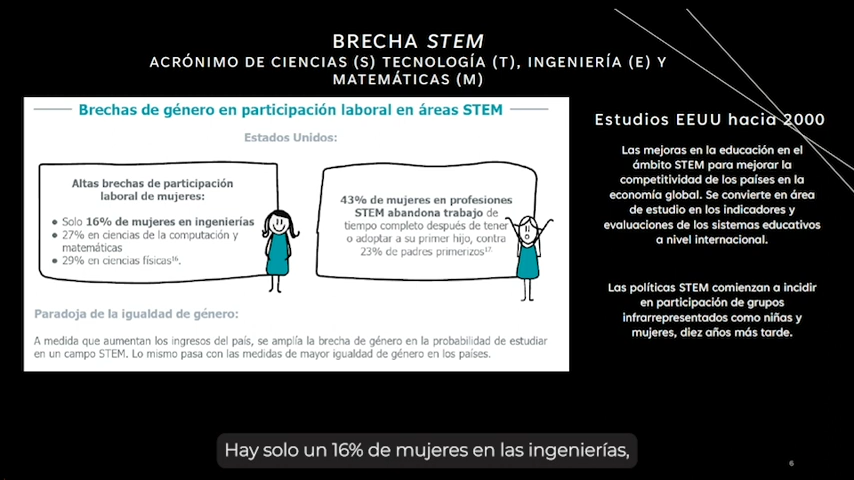 BRECHA STEM
ACRÓNIMO DE CIENCIAS (S) TECNOLOGÍA (T), INGENIERÍA (E) Y
MATEMÁTICAS (M)
Brechas de género en participación laboral en áreas STEM
Estados Unidos:
Altas brechas de participación
laboral de mujeres:
• Solo 16% de mujeres en ingenierías
• 27% en ciencias de la computación y
matemáticas
• 29% en ciencias físicas¹⁶.
43% de mujeres en profesiones
STEM abandona trabajo de
tiempo completo después de tener
o adoptar a su primer hijo, contra
23% de padres primerizos¹⁷.
Paradoja de la igualdad de género:
A medida que aumentan los ingresos del país, se amplía la brecha de género en la probabilidad de estudiar
en un campo STEM. Lo mismo pasa con las medidas de mayor igualdad de género en los países.
Estudios EEUU hacia 2000
Las mejoras en la educación en el
ámbito STEM para mejorar la
competitividad de los países en la
economía global. Se convierte en área
de estudio en los indicadores y
evaluaciones de los sistemas educativos
a nivel internacional.
Las políticas STEM comienzan a incidir
en participación de grupos
infrarrepresentados como niñas y
mujeres, diez años más tarde.
Hay solo un 16% de mujeres en las ingenierías,
6